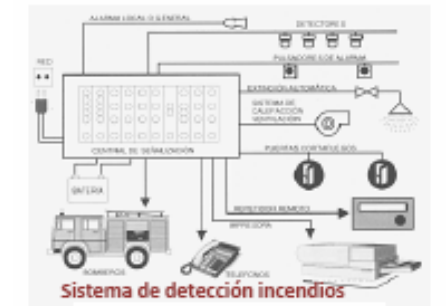 ALARMA LOCAL O GENERAL
DETECTORES
RED
PULSADORES DE ALARMA
EXTINCIÓN AUTOMÁTICA
SISTEMA DE
CALEFACCIÓN
VENTILACIÓN
CENTRAL DE SEÑALIZACIÓN
PUERTAS CORTAFUEGOS
BATERIA
REPETIDOR REMOTO
IMPRESORA
BOMBEROS
TELEFONOS
Sistema de detección incendios